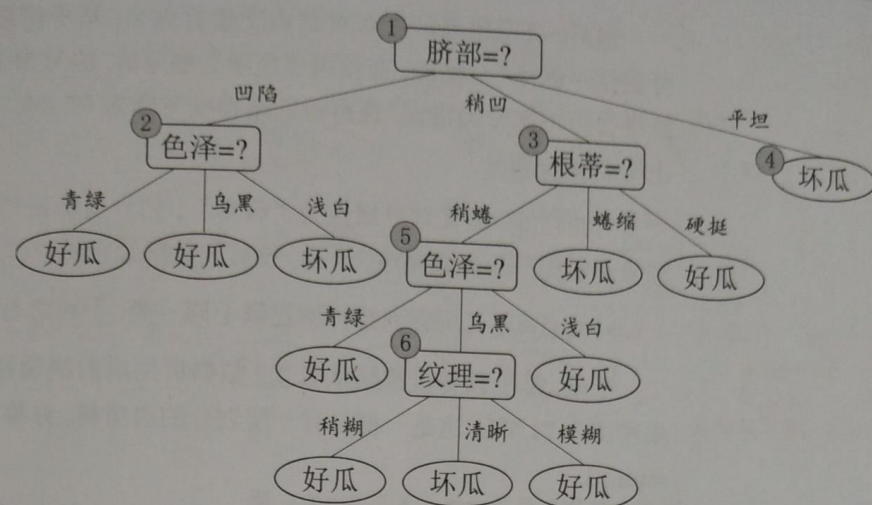 1
脐部=?
凹陷
稍凹
平坦
2
色泽=?
3
根蒂=?
4
坏瓜
青绿
乌黑
浅白
稍蜷
蜷缩
硬挺
好瓜
好瓜
坏瓜
5
色泽=?
坏瓜
好瓜
青绿
乌黑
浅白
好瓜
6
纹理=?
好瓜
稍糊
清晰
模糊
好瓜
坏瓜
好瓜